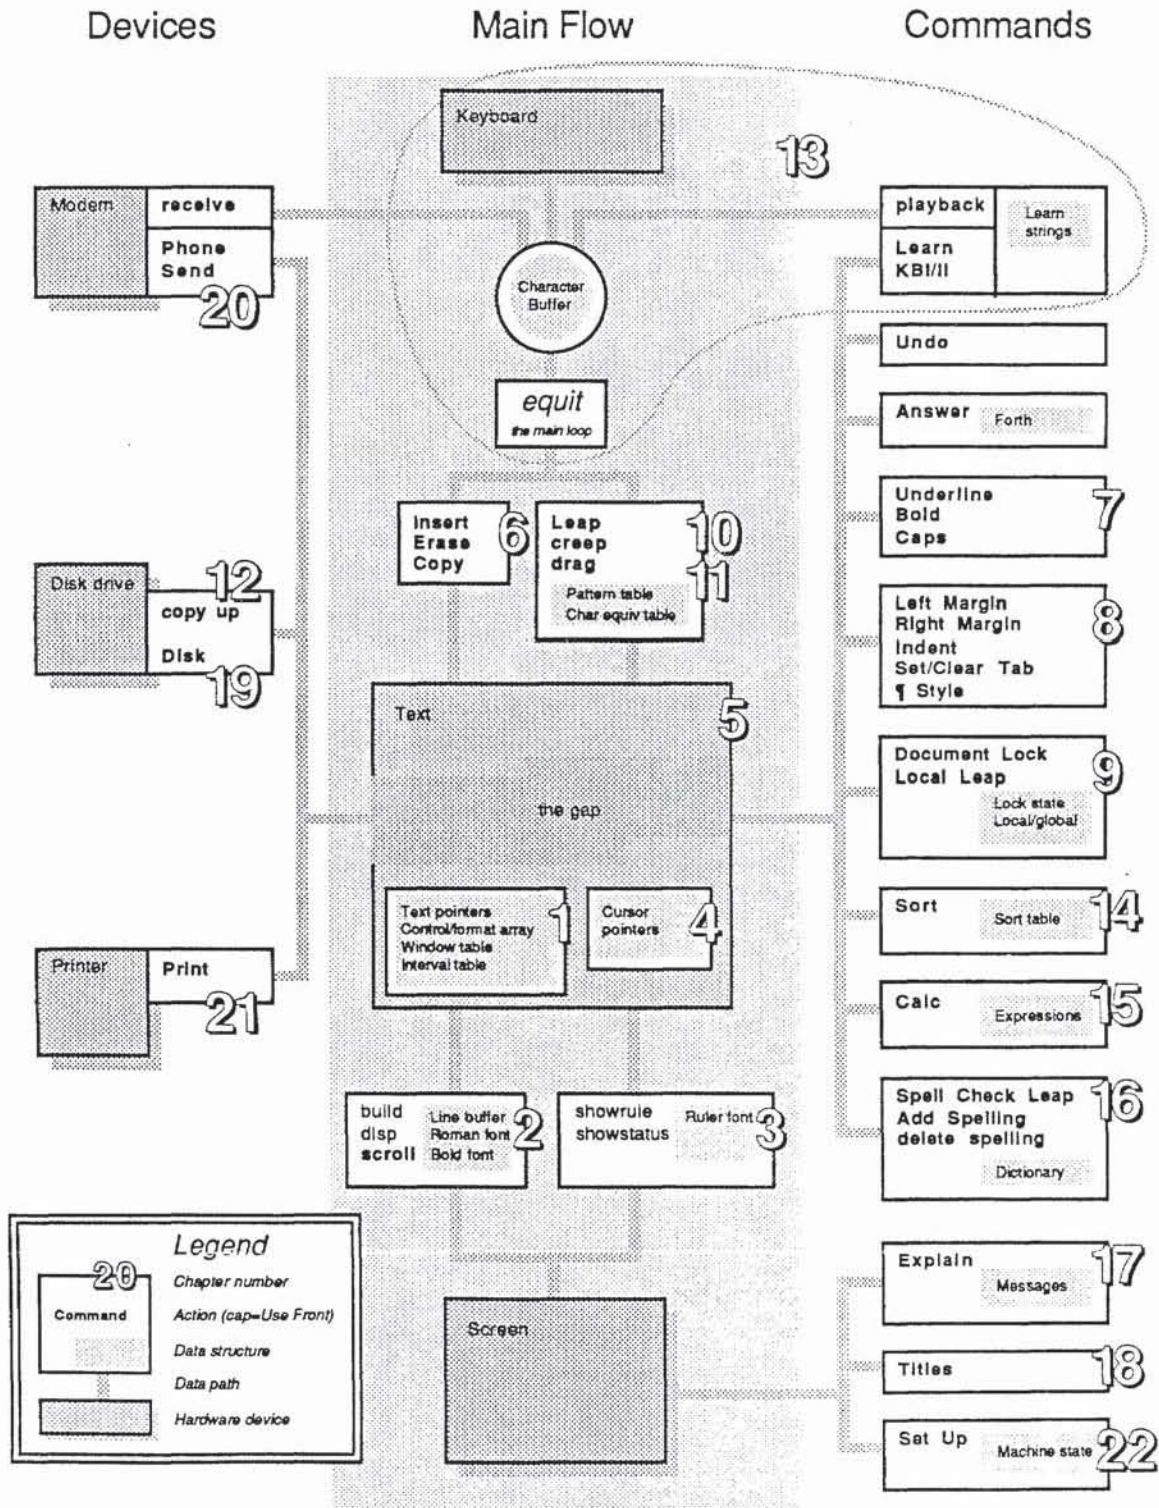 Devices
Main Flow
Commands
Keyboard
13
Modem
receive
Phone
Send
20
playback
Learn
KBI/II
Learn
strings
Character
Buffer
Undo
equit
the main loop
Answer
Forth
Insert
Erase
Copy
6
Leap
creep
drag
10
11
Pattern table
Char equiv table
Underline
Bold
Caps
7
Disk drive
12
copy up
Disk
19
Left Margin
Right Margin
Indent
Set/Clear Tab
¶ Style
8
Text
5
the gap
Document Lock
Local Leap
9
Lock state
Local/global
Text pointers
Control/format array
Window table
Interval table
1
Cursor
pointers
4
Sort
Sort table
14
Printer
Print
21
Calc
Expressions
15
build
disp
scroll
Line buffer
Roman font
Bold font
2
showrule
showstatus
Ruler font
3
Spell Check Leap
Add Spelling
delete spelling
16
Dictionary
Legend
20
Chapter number
Command
Action (cap=Use Front)
Data structure
Data path
Hardware device
Screen
Explain
Messages
17
Titles
18
Set Up
Machine state
22